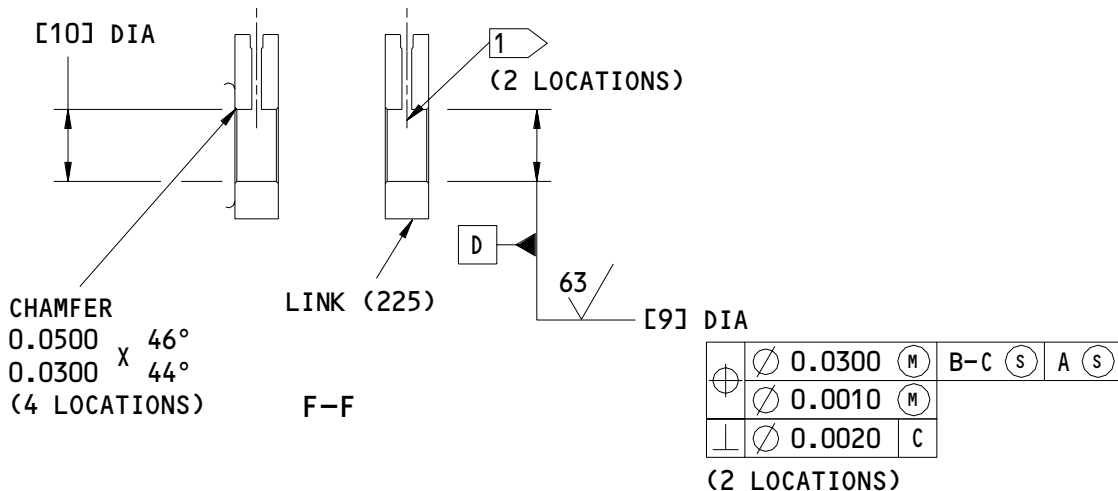 [10] DIA
1
(2 LOCATIONS)
D
63
LINK (225)
[9] DIA
CHAMFER
0.0500 X 46°
0.0300 44°
(4 LOCATIONS)
F-F
⌖ ∅ 0.0300 Ⓜ B-C Ⓢ A Ⓢ
∅ 0.0010 Ⓜ
⊥ ∅ 0.0020 C
(2 LOCATIONS)